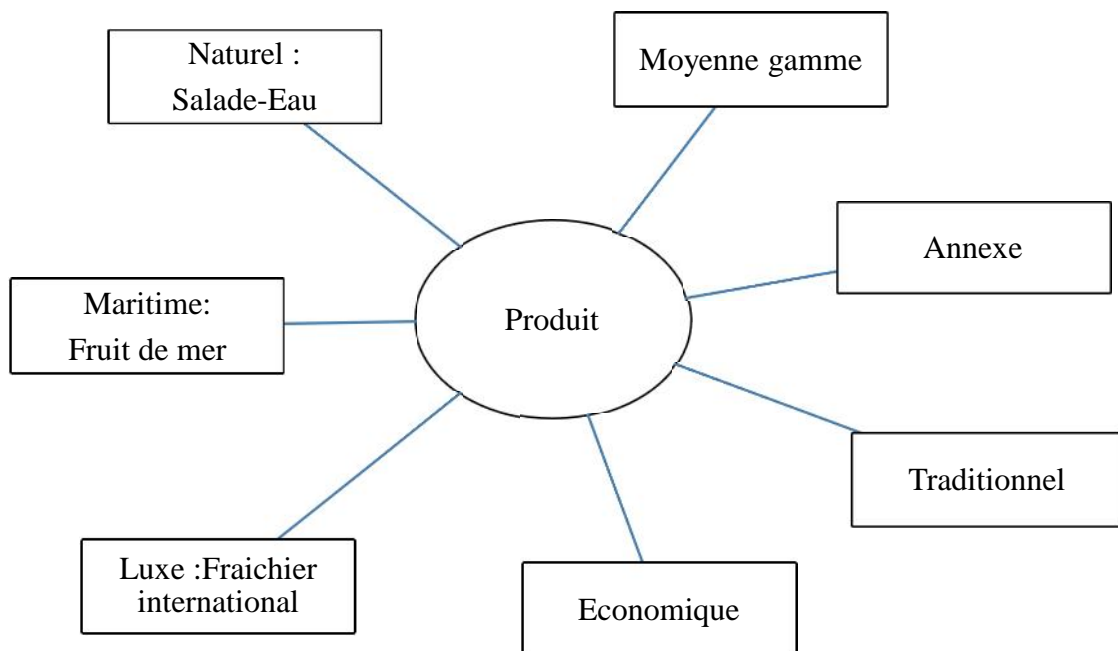 Naturel :
Salade-Eau
Moyenne gamme
Annexe
Maritime:
Fruit de mer
Produit
Traditionnel
Luxe :Fraichier
international
Economique